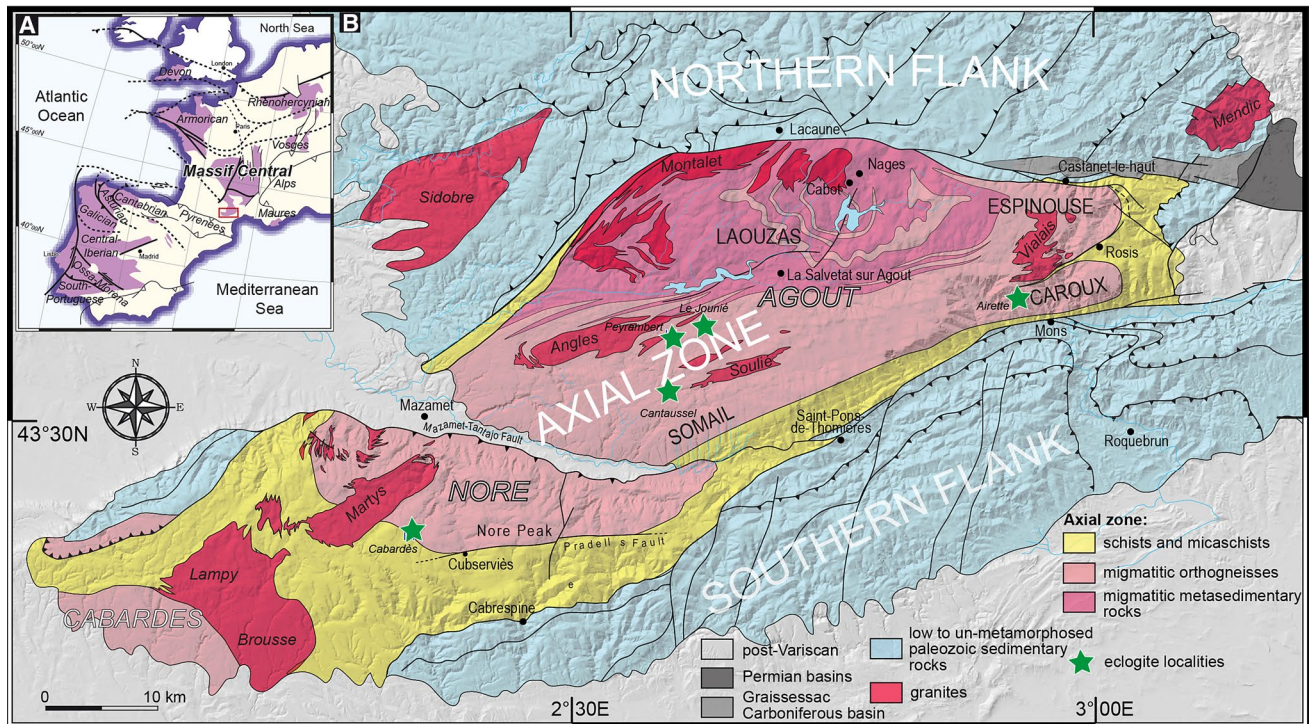 A
North Sea
50°00N
London
Devon
Atlantic
Ocean
Rhenohercynian
Armorican
Paris
45°00N
Vosges
Massif Central
Alps
Asturian
Cantabrian
Galician
Pyrenees
Maures
40°00N
Central-
Iberian
Madrid
Ossa Morena
South-
Portuguese
Mediterranean
Sea
B
NORTHERN FLANK
Mendic
Lacaune
Montalet
Nages
Castanet-le-haut
Cabot
Sidobre
ESPINOUSE
LAOUZAS
Vialais
Rosis
La Salvetat sur Agout
AGOUT
CAROUX
Airette
Le Jounié
Peyrembert
Angles
Mons
AXIAL ZONE
Soulié
Cantaussel
SOMAIL
Mazamet
Mazamet-Tantajo Fault
Saint-Pons-
de-Thomières
N
W
E
S
43°30N
Roquebrun
SOUTHERN FLANK
NORE
Martys
Nore Peak
Cabardès
Pradell s Fault
Cubserviès
Lampy
e
CABARDES
Cabrespine
Brousse
Axial zone:
schists and micaschists
migmatitic orthogneisses
migmatitic metasedimentary
rocks
post-Variscan
Permian basins
Graissessac
Carboniferous basin
low to un-metamorphosed
paleozoic sedimentary
rocks
granites
eclogite localities
0
10 km
2°30E
3°00E